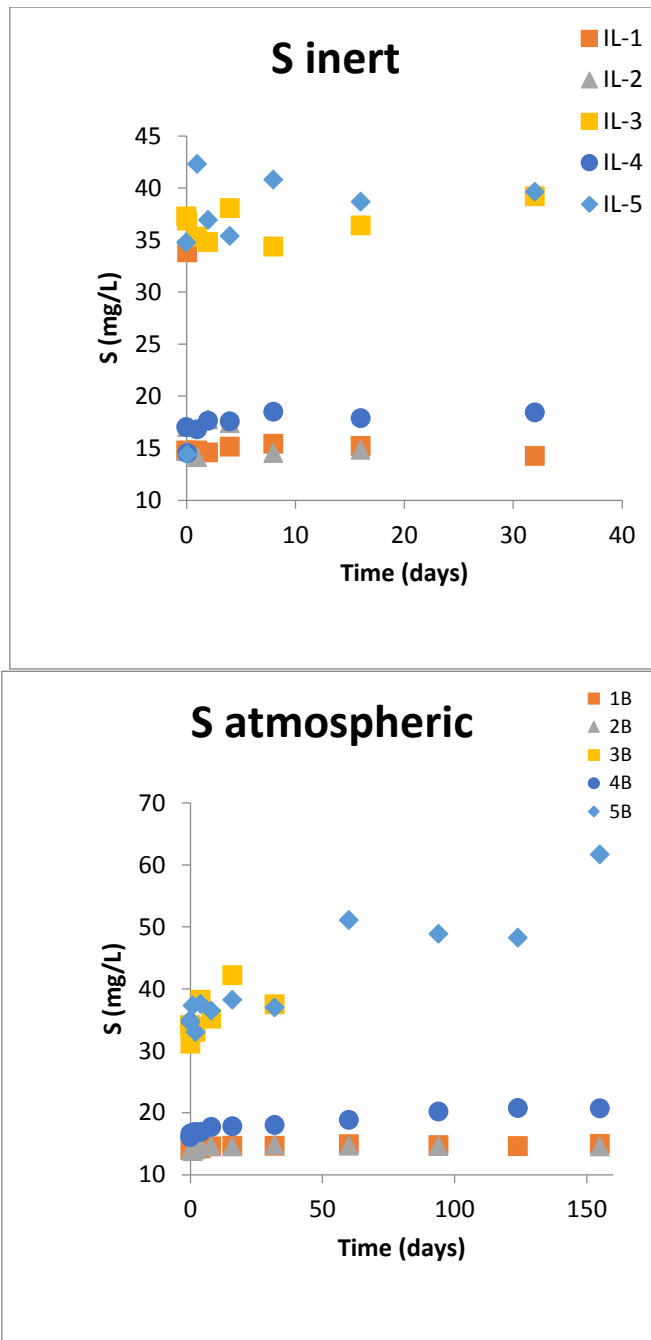 S inert
IL-1
IL-2
IL-3
IL-4
IL-5
45
40
35
30
25
20
15
10
S (mg/L)
0 10 20 30 40
Time (days)
S atmospheric
1B
2B
3B
4B
5B
70
60
50
40
30
20
10
S (mg/L)
0 50 100 150
Time (days)